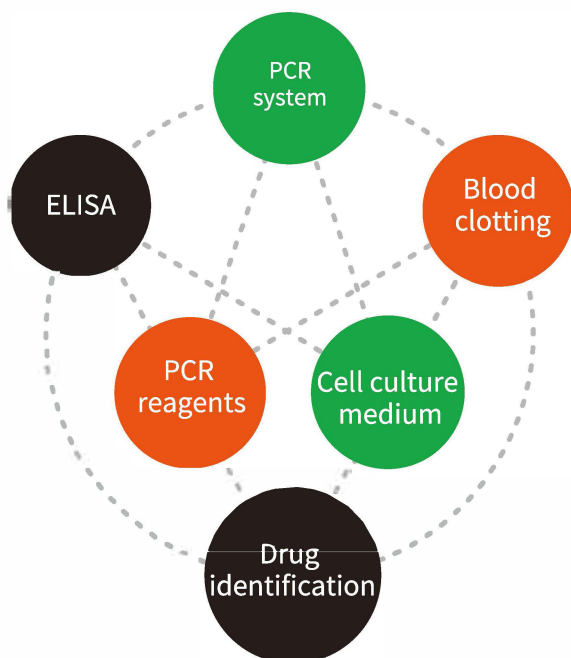 PCR
system
ELISA
Blood
clotting
PCR
reagents
Cell culture
medium
Drug
identification